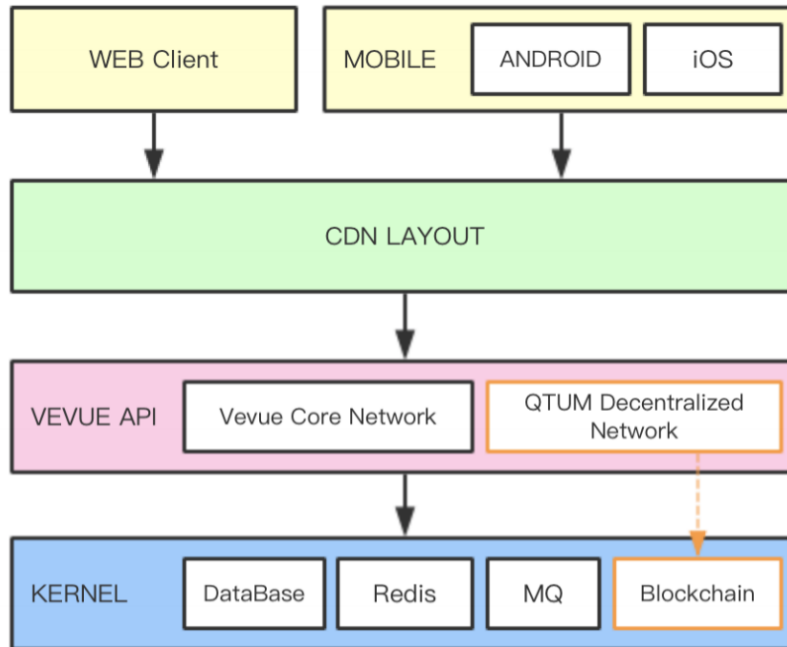 WEB Client
MOBILE
ANDROID
iOS
CDN LAYOUT
VEVUE API
Vevue Core Network
QTUM Decentralized
Network
KERNEL
DataBase
Redis
MQ
Blockchain